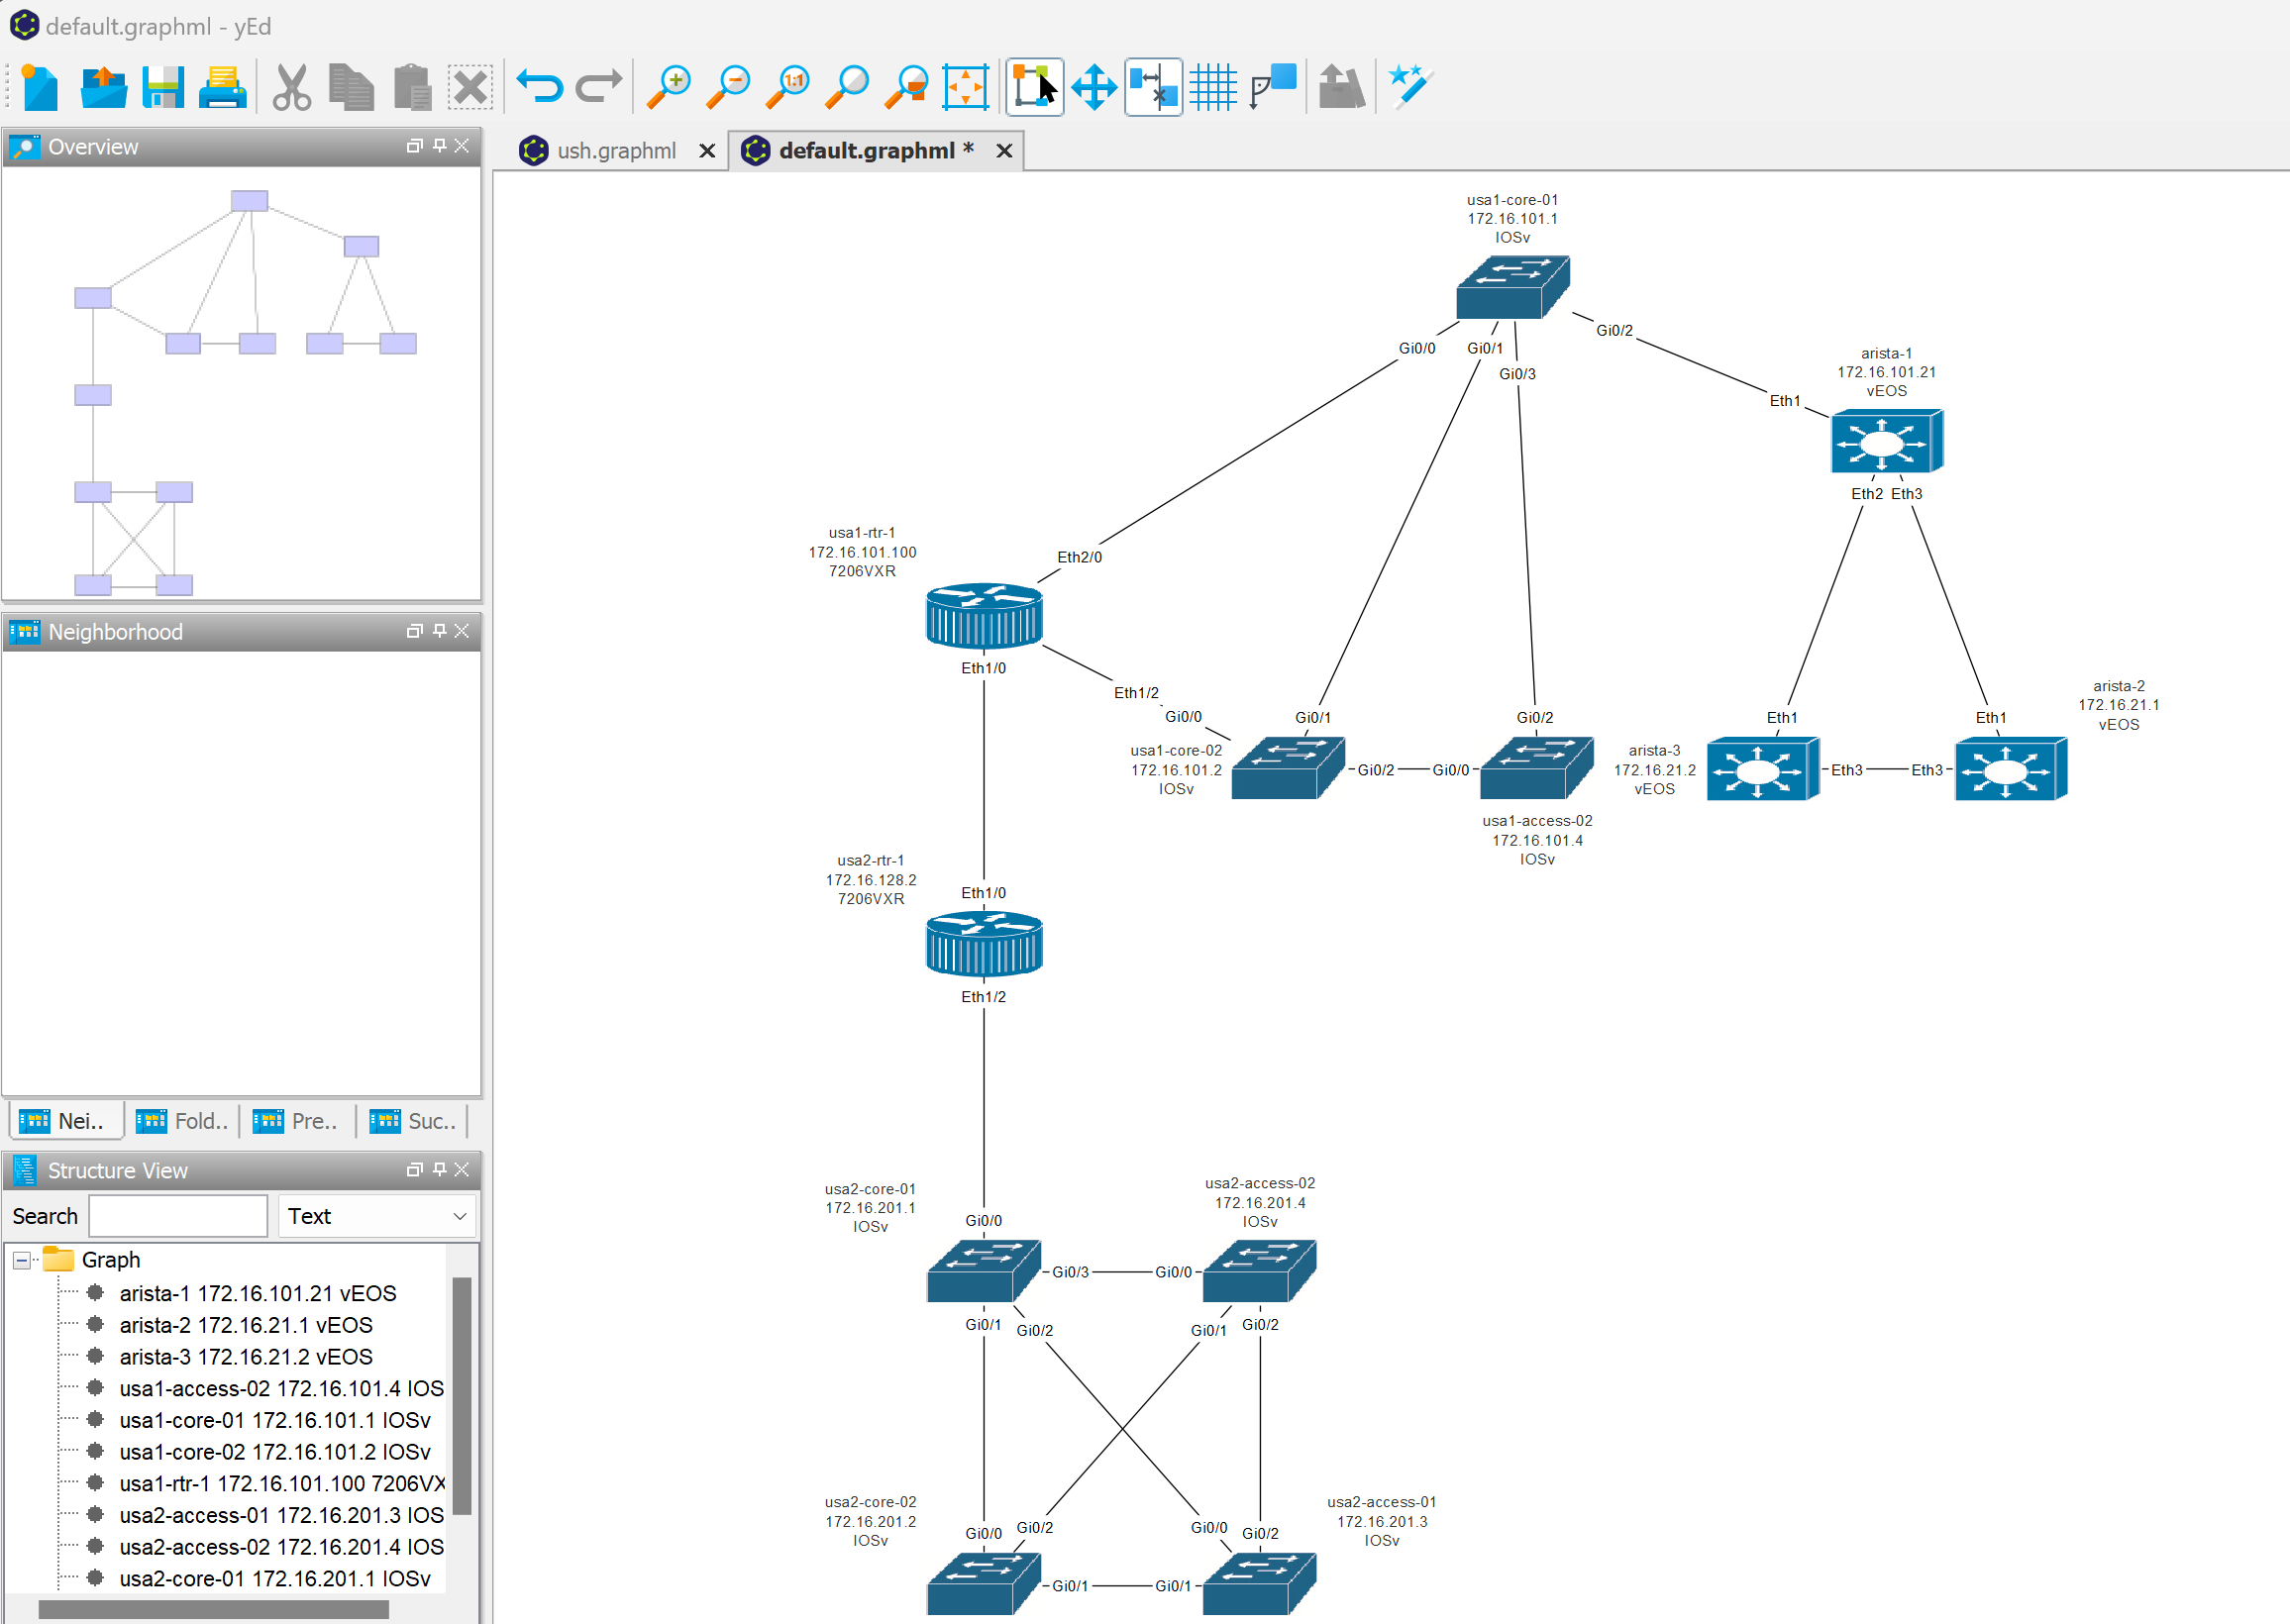 default.graphml - yEd
1:1
Overview
ush.graphml
default.graphml *
Neighborhood
Nei..
Fold..
Pre..
Suc..
Structure View
Search
Text
Graph
arista-1 172.16.101.21 vEOS
arista-2 172.16.21.1 vEOS
arista-3 172.16.21.2 vEOS
usa1-access-02 172.16.101.4 IOS
usa1-core-01 172.16.101.1 IOSv
usa1-core-02 172.16.101.2 IOSv
usa1-rtr-1 172.16.101.100 7206VX
usa2-access-01 172.16.201.3 IOS
usa2-access-02 172.16.201.4 IOS
usa2-core-01 172.16.201.1 IOSv
usa1-core-01
172.16.101.1
IOSv
Gi0/0
Gi0/1
Gi0/3
Gi0/2
arista-1
172.16.101.21
vEOS
Eth1
Eth2
Eth3
usa1-rtr-1
172.16.101.100
7206VXR
Eth2/0
Eth1/0
Eth1/2
Gi0/0
Gi0/1
Gi0/2
Eth1
Eth1
arista-2
172.16.21.1
vEOS
usa1-core-02
172.16.101.2
IOSv
Gi0/2
Gi0/0
arista-3
172.16.21.2
vEOS
Eth3
Eth3
usa1-access-02
172.16.101.4
IOSv
usa2-rtr-1
172.16.128.2
7206VXR
Eth1/0
Eth1/2
usa2-core-01
172.16.201.1
IOSv
Gi0/0
usa2-access-02
172.16.201.4
IOSv
Gi0/3
Gi0/0
Gi0/1
Gi0/2
Gi0/1
Gi0/2
usa2-core-02
172.16.201.2
IOSv
Gi0/0
Gi0/2
Gi0/0
Gi0/2
usa2-access-01
172.16.201.3
IOSv
Gi0/1
Gi0/1